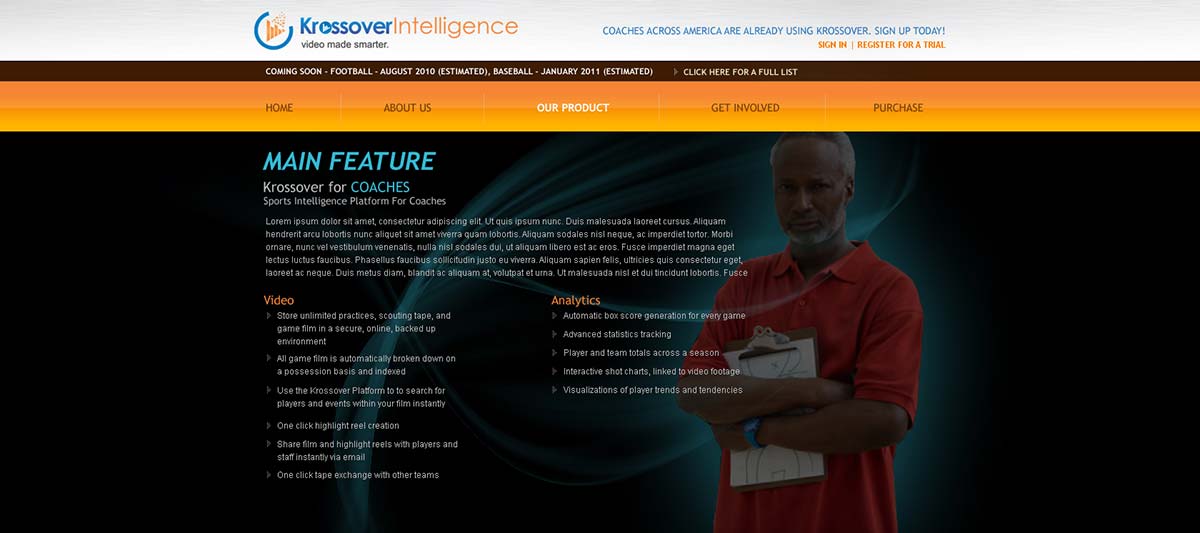 KrossoverIntelligence
video made smarter.
COACHES ACROSS AMERICA ARE ALREADY USING KROSSOVER. SIGN UP TODAY!
SIGN IN | REGISTER FOR A TRIAL
COMING SOON - FOOTBALL - AUGUST 2010 (ESTIMATED), BASEBALL - JANUARY 2011 (ESTIMATED)
CLICK HERE FOR A FULL LIST
HOME
ABOUT US
OUR PRODUCT
GET INVOLVED
PURCHASE
MAIN FEATURE
Krossover for COACHES
Sports Intelligence Platform For Coaches
Lorem ipsum dolor sit amet, consectetur adipiscing elit. Ut quis ipsum nunc. Duis malesuada laoreet cursus. Aliquam
hendrerit arcu lobortis nunc aliquet sit amet viverra quam lobortis. Aliquam sodales nisl neque, ac imperdiet tortor. Morbi
ornare, nunc vel vestibulum venenatis, nulla nisl sodales dui, ut aliquam libero est ac eros. Fusce imperdiet magna eget
lectus luctus faucibus. Phasellus faucibus sollicitudin justo eu viverra. Aliquam sapien felis, ultricies quis consectetur eget,
laoreet ac neque. Duis metus diam, blandit ac aliquam at, volutpat et urna. Ut malesuada nisl et dui tincidunt lobortis. Fusce
Video
Store unlimited practices, scouting tape, and
game film in a secure, online, backed up
environment
All game film is automatically broken down on
a possession basis and indexed
Use the Krossover Platform to to search for
players and events within your film instantly
One click highlight reel creation
Share film and highlight reels with players and
staff instantly via email
One click tape exchange with other teams
Analytics
Automatic box score generation for every game
Advanced statistics tracking
Player and team totals across a season
Interactive shot charts, linked to video footage.
Visualizations of player trends and tendencies